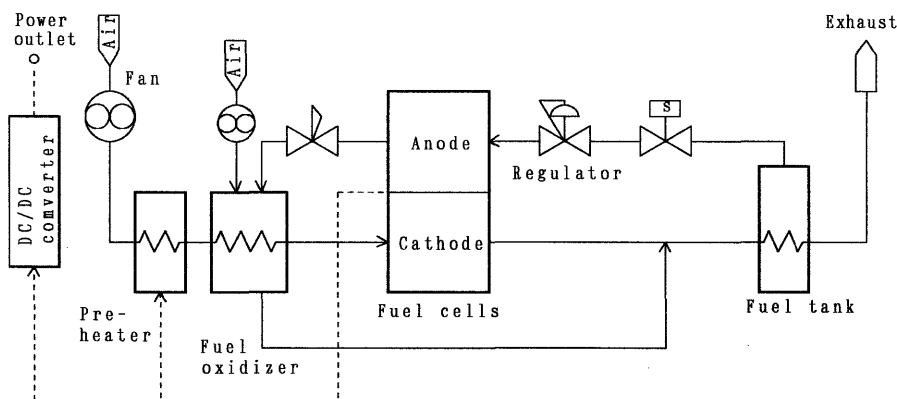 Power
outlet
Air
Fan
Air
Exhaust
DC/DC
comverter
Anode
S
Regulator
Cathode
Pre-
heater
Fuel
oxidizer
Fuel cells
Fuel tank